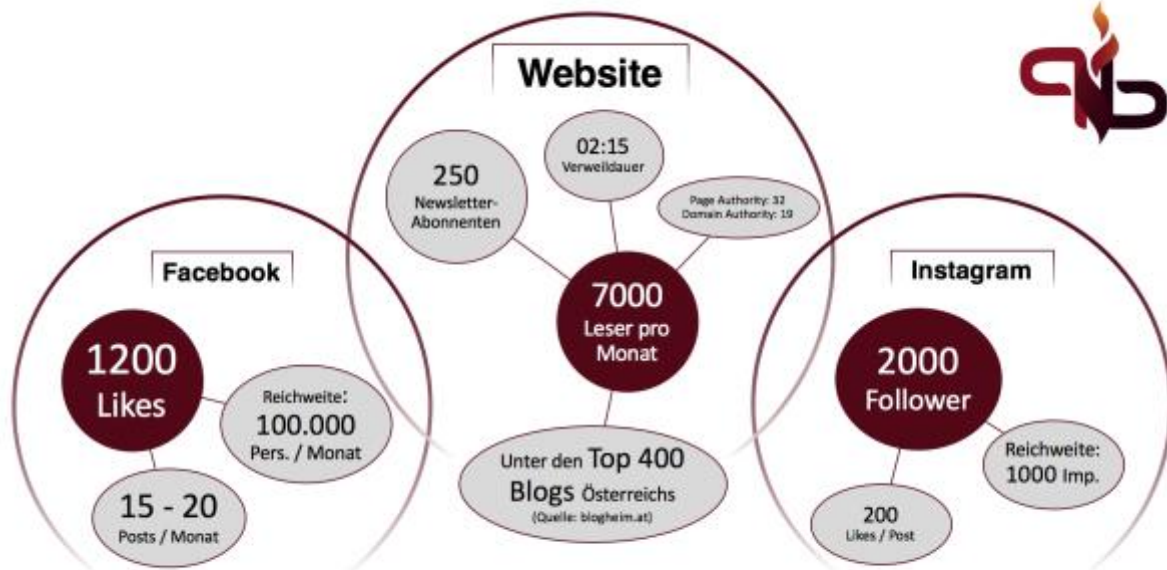 Website
250
Newsletter-
Abonnenten
02:15
Verweildauer
Page Authority: 32
Domain Authority: 19
7000
Leser pro
Monat
Unter den Top 400
Blogs Österreichs
(Quelle: blogheim.at)
Facebook
1200
Likes
Reichweite:
100.000
Pers. / Monat
15 - 20
Posts / Monat
Instagram
2000
Follower
Reichweite:
1000 Imp.
200
Likes / Post